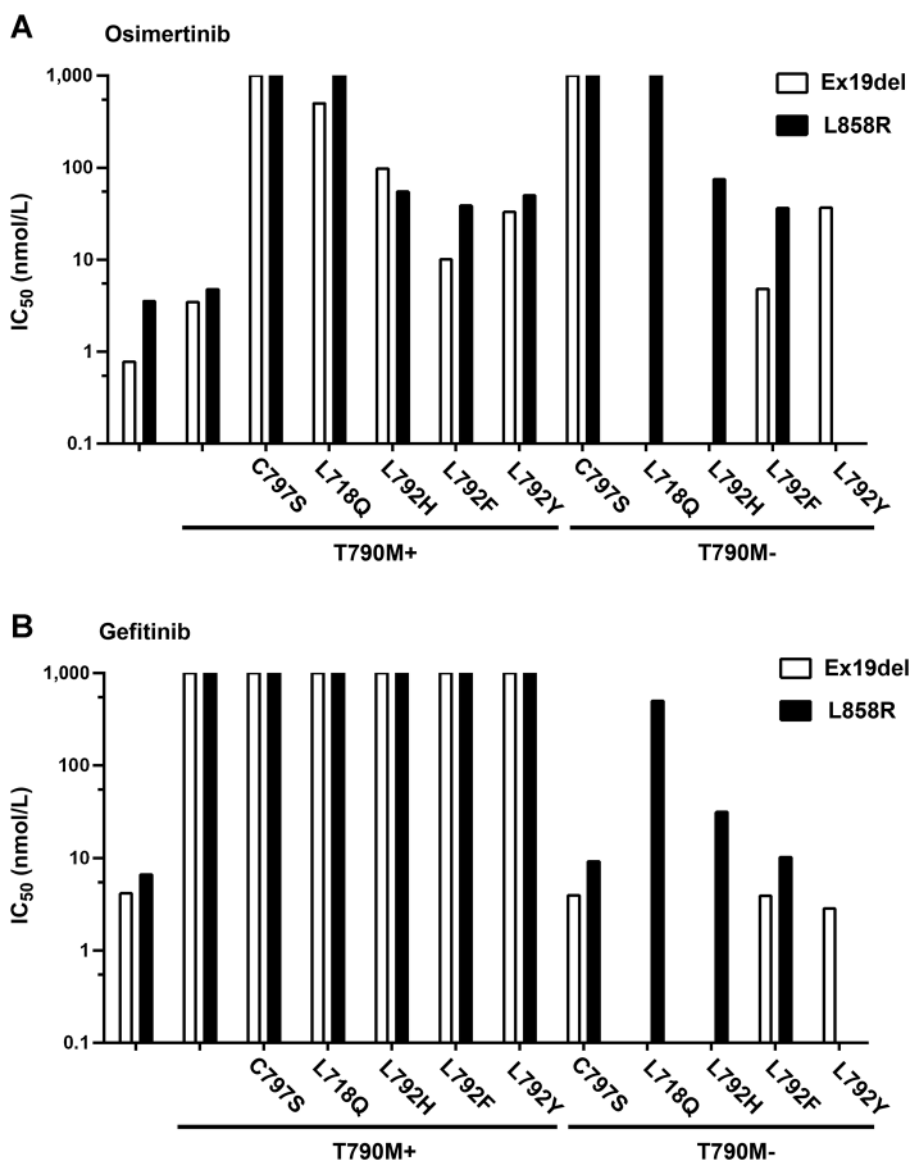 A
Osimertinib
1,000
100
10
1
0.1
IC50 (nmol/L)
Ex19del
L858R
C797S
L718Q
L792H
L792F
L792Y
C797S
L718Q
L792H
L792F
L792Y
T790M+
T790M-
B
Gefitinib
1,000
100
10
1
0.1
IC50 (nmol/L)
Ex19del
L858R
C797S
L718Q
L792H
L792F
L792Y
C797S
L718Q
L792H
L792F
L792Y
T790M+
T790M-